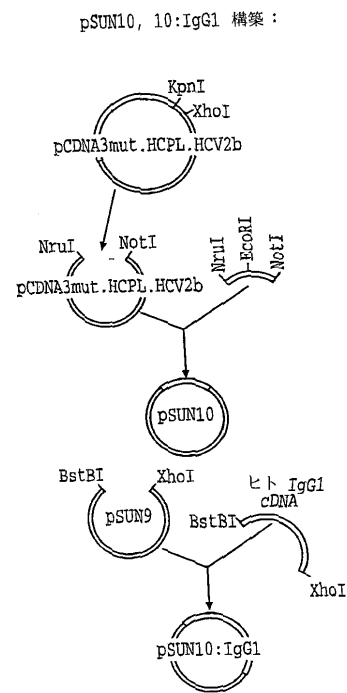 pSUN10, 10:IgG1 構築：
KpnI
XhoI
pCDNA3mut.HCPL.HCV2b
NruI
NotI
NruI
EcoRI
NotI
pCDNA3mut.HCPL.HCV2b
pSUN10
BstBI
XhoI
pSUN9
ヒト IgG1
cDNA
BstBI
XhoI
pSUN10:IgG1